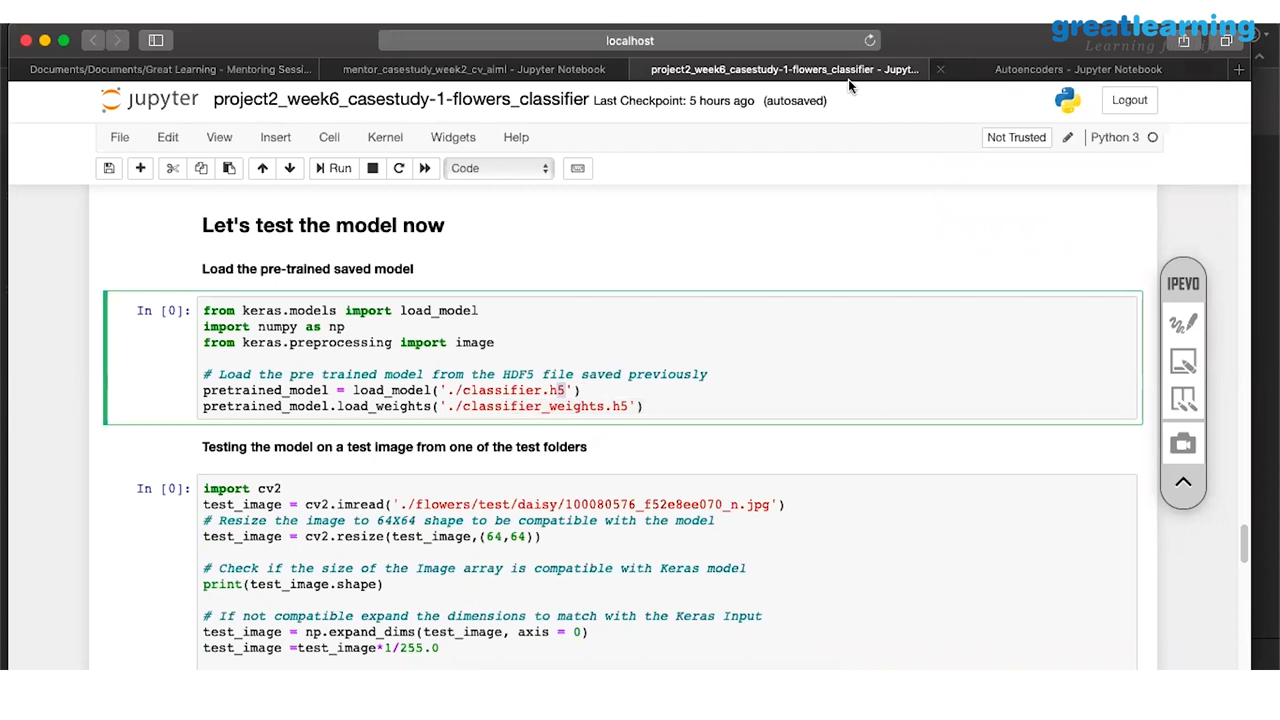 greatlearning
Learning f
localhost
Documents/Documents/Great Learning - Mentoring Sessi...
mentor_casestudy_week2_cv_aiml - Jupyter Notebook
project2_week6_casestudy-1-flowers_classifier - Jupyt...
Autoencoders - Jupyter Notebook
jupyter project2_week6_casestudy-1-flowers_classifier Last Checkpoint: 5 hours ago (autosaved)
Logout
File Edit View Insert Cell Kernel Widgets Help
Not Trusted
Python 3
Run
Code
Let's test the model now
Load the pre-trained saved model
In [0]: from keras.models import load_model
import numpy as np
from keras.preprocessing import image
# Load the pre trained model from the HDF5 file saved previously
pretrained_model = load_model('./classifier.h5')
pretrained_model.load_weights('./classifier_weights.h5')
IPEVO
Testing the model on a test image from one of the test folders
In [0]: import cv2
test_image = cv2.imread('./flowers/test/daisy/100080576_f52e8ee070_n.jpg')
# Resize the image to 64X64 shape to be compatible with the model
test_image = cv2.resize(test_image,(64,64))
# Check if the size of the Image array is compatible with Keras model
print(test_image.shape)
# If not compatible expand the dimensions to match with the Keras Input
test_image = np.expand_dims(test_image, axis = 0)
test_image =test_image*1/255.0